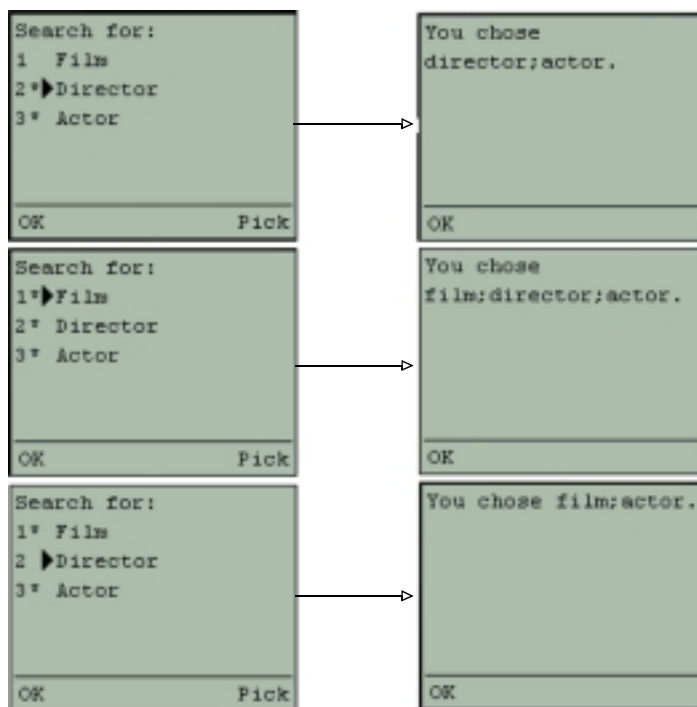 Search for:
1 Film
2* Director
3* Actor
OK Pick
You chose
director;actor.
OK
Search for:
1* Film
2* Director
3* Actor
OK Pick
You chose
film;director;actor.
OK
Search for:
1* Film
2 Director
3* Actor
OK Pick
You chose film;actor.
OK